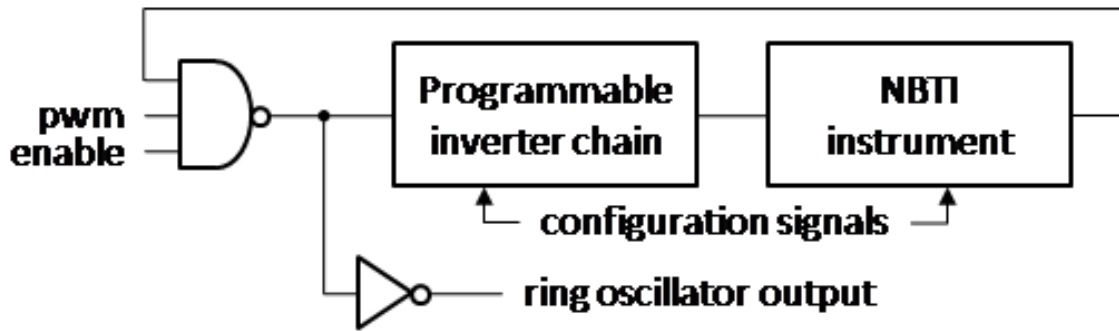 Programmable
inverter chain
NBTI
instrument
pwm
enable
configuration signals
ring oscillator output